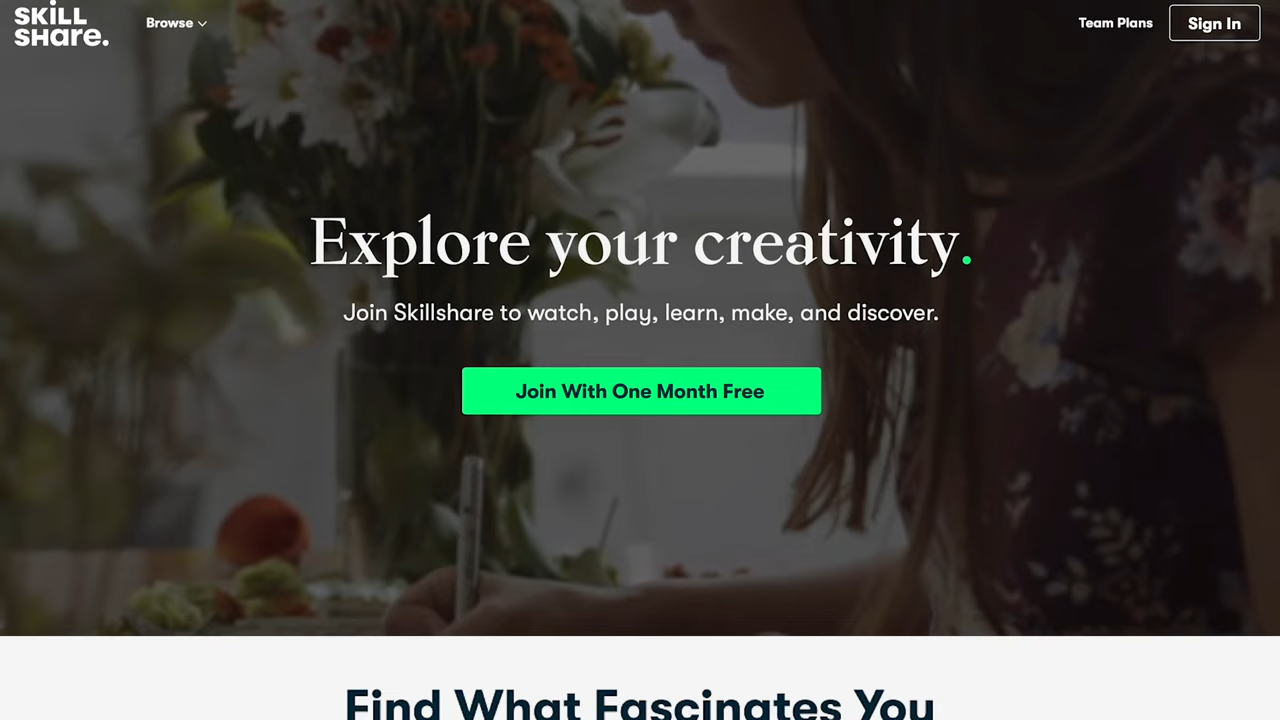 SKiLL
SHare.
Browse
Team Plans
Sign In
Explore your creativity.
Join Skillshare to watch, play, learn, make, and discover.
Join With One Month Free
Find What Fascinates You